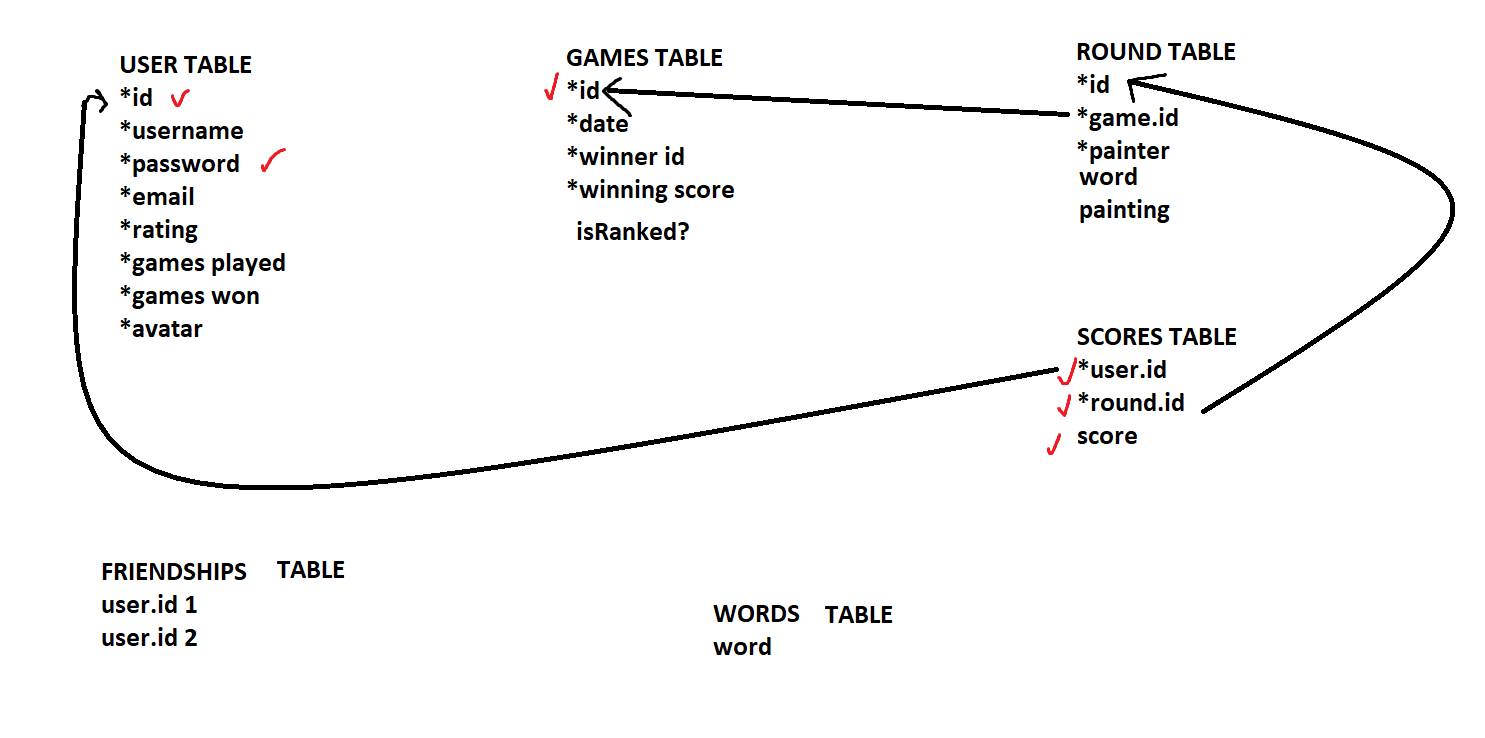 USER TABLE
*id
*username
*password
*email
*rating
*games played
*games won
*avatar
GAMES TABLE
*id
*date
*winner id
*winning score
isRanked?
ROUND TABLE
*id
*game.id
*painter
word
painting
SCORES TABLE
*user.id
*round.id
score
FRIENDSHIPS TABLE
user.id 1
user.id 2
WORDS TABLE
word